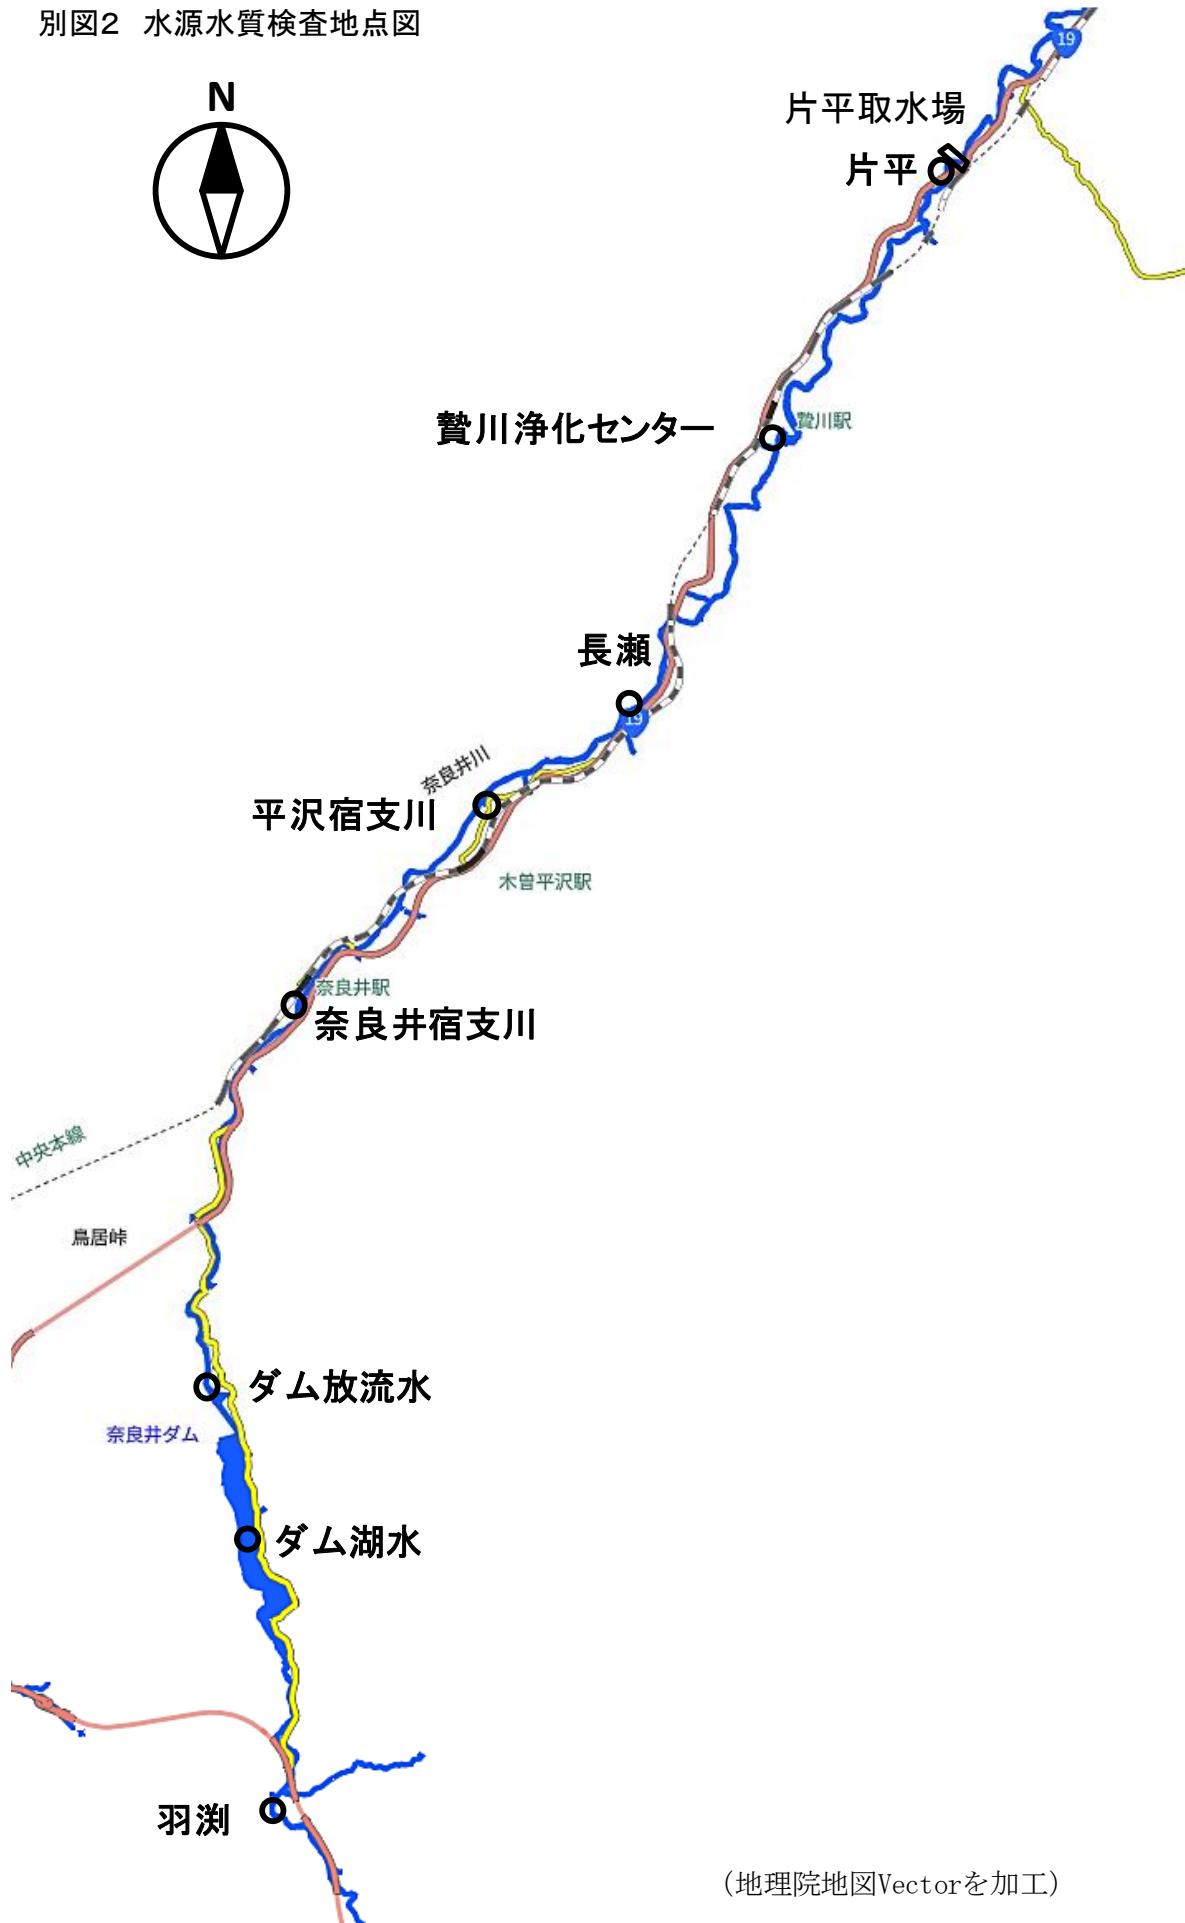 別図2 水源水質検査地点図
N
19
片平取水場
片平
贄川浄化センター
贄川駅
長瀬
19
奈良井川
平沢宿支川
木曽平沢駅
奈良井駅
奈良井宿支川
中央本線
鳥居峠
ダム放流水
奈良井ダム
ダム湖水
羽渕
（地理院地図Vectorを加工）